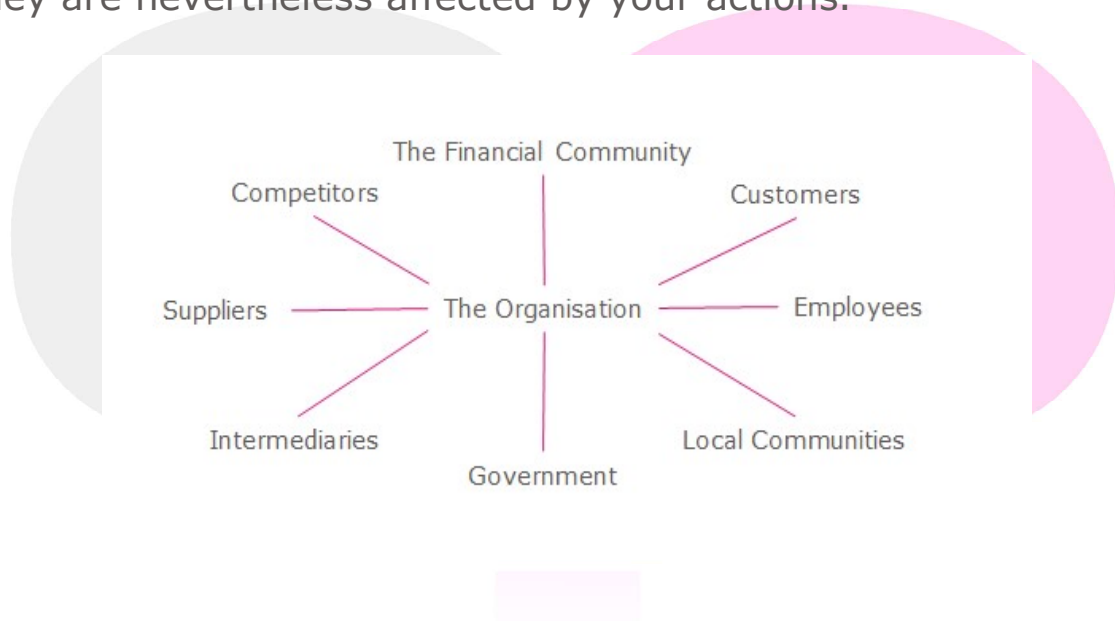 hey are nevertheless affected by your actions.
The Financial Community
Competitors
Customers
Suppliers
The Organisation
Employees
Intermediaries
Local Communities
Government